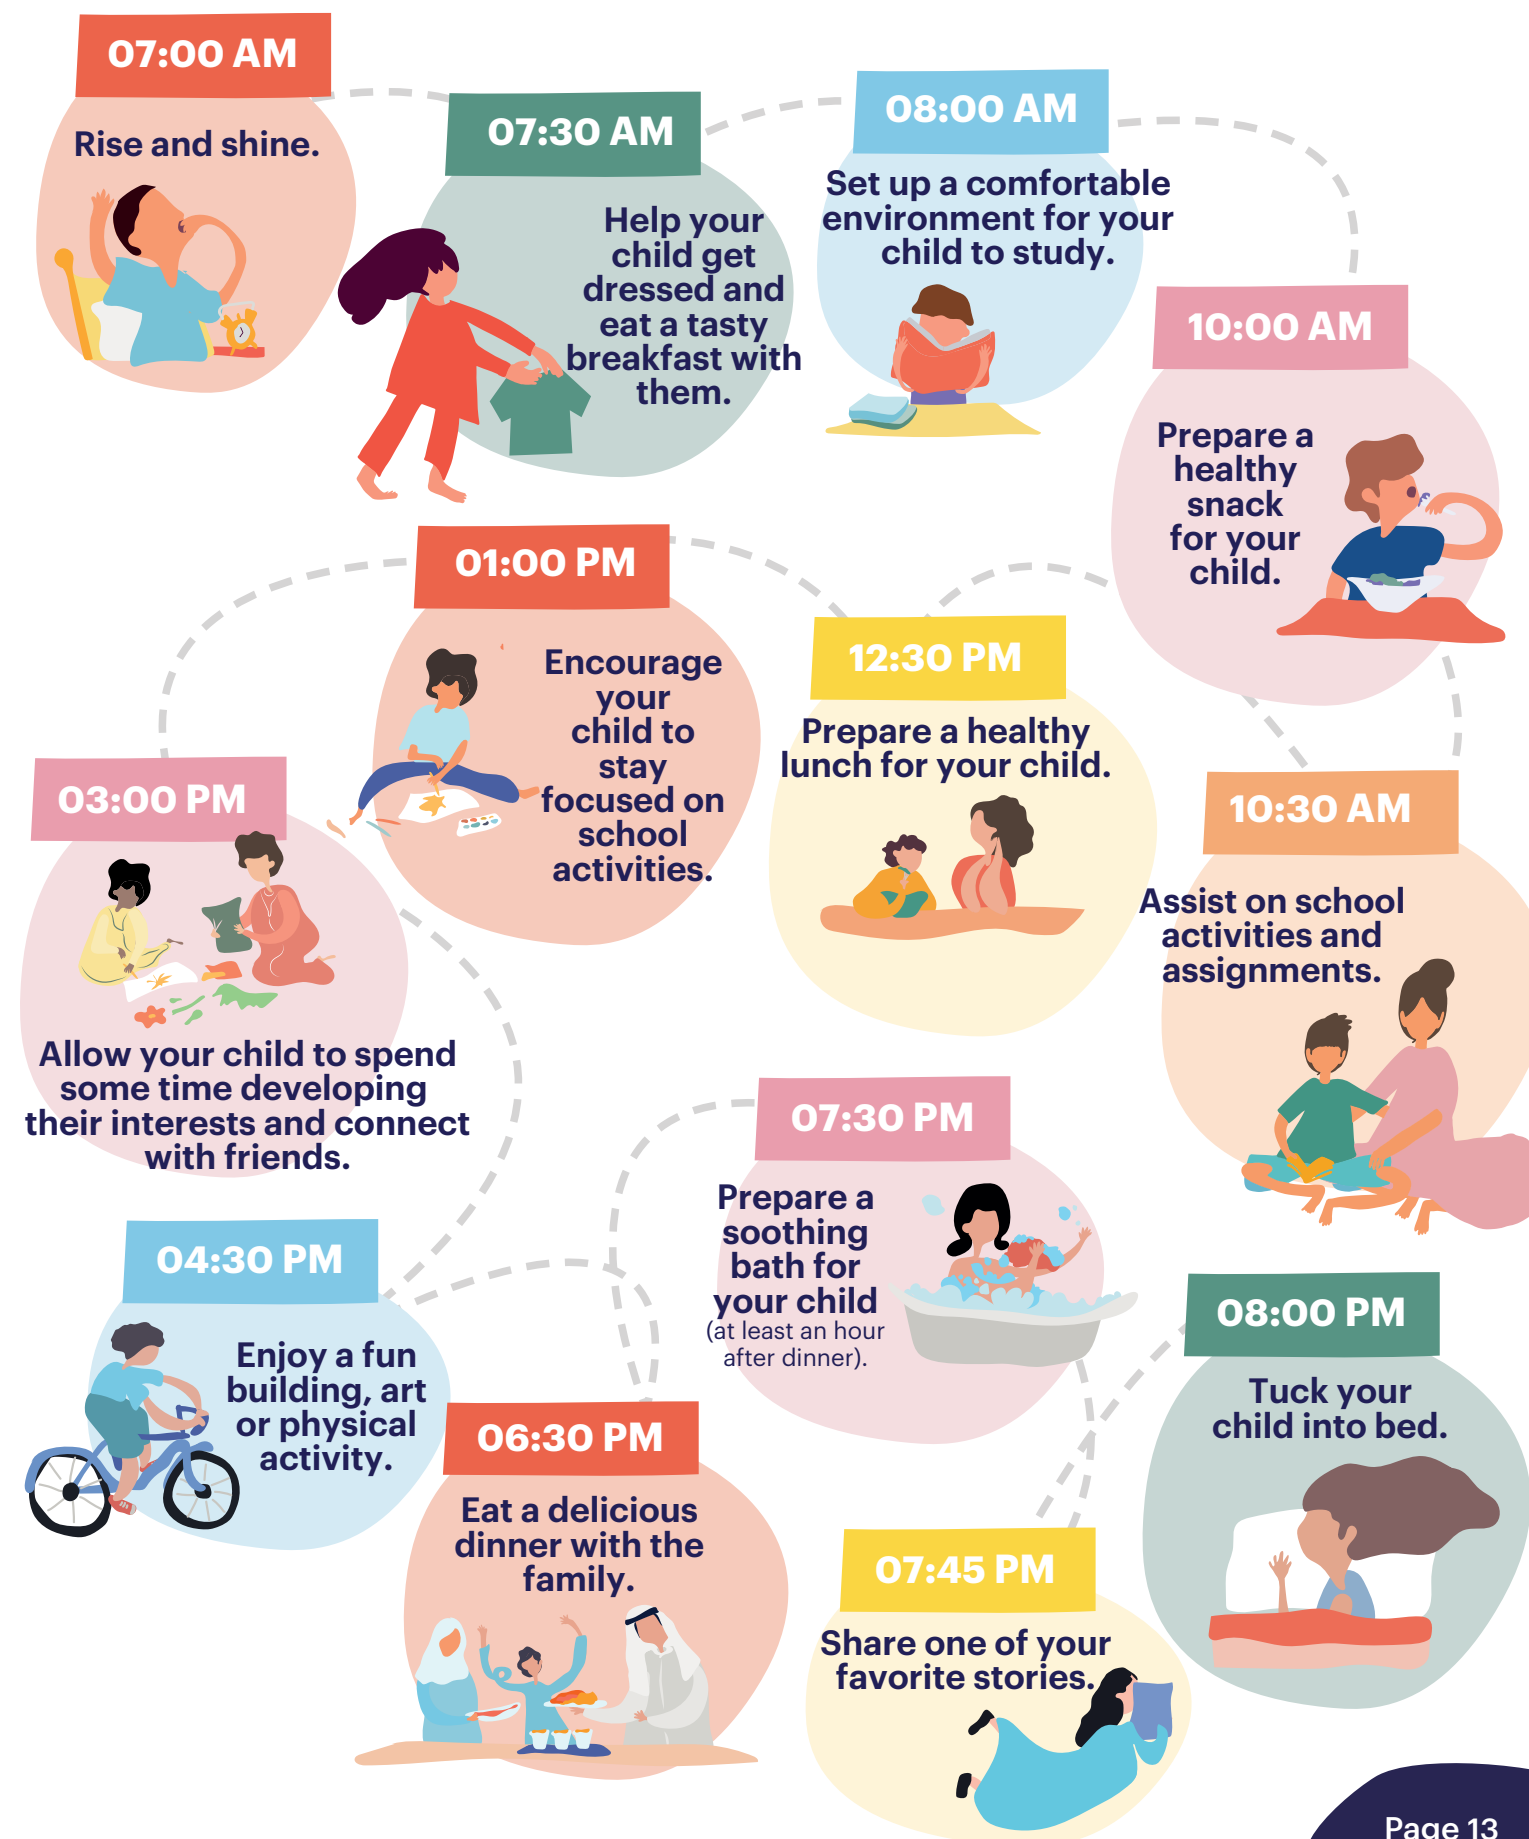 07:00 AM
Rise and shine.
07:30 AM
Help your
child get
dressed and
eat a tasty
breakfast with
them.
08:00 AM
Set up a comfortable
environment for your
child to study.
10:00 AM
Prepare a
healthy
snack
for your
child.
10:30 AM
Assist on school
activities and
assignments.
12:30 PM
Prepare a healthy
lunch for your child.
01:00 PM
Encourage
your
child to
stay
focused on
school
activities.
03:00 PM
Allow your child to spend
some time developing
their interests and connect
with friends.
04:30 PM
Enjoy a fun
building, art
or physical
activity.
06:30 PM
Eat a delicious
dinner with the
family.
07:30 PM
Prepare a
soothing
bath for
your child
(at least an hour
after dinner).
07:45 PM
Share one of your
favorite stories.
08:00 PM
Tuck your
child into bed.
Page 13